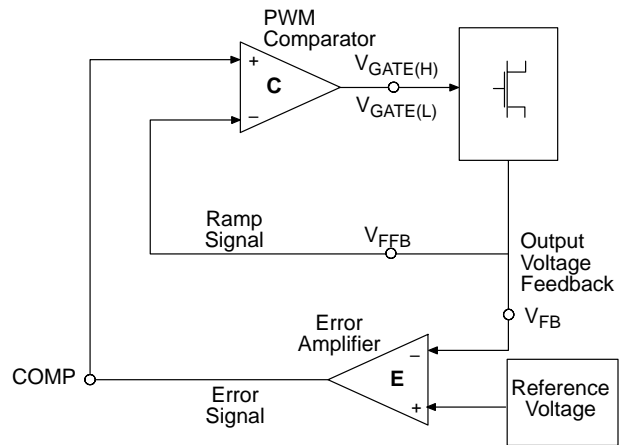 PWM
Comparator
+
C
–
V_GATE(H)
V_GATE(L)
Ramp
Signal
V_FFB
Output
Voltage
Feedback
V_FB
Error
Amplifier
–
E
+
COMP
Error
Signal
Reference
Voltage